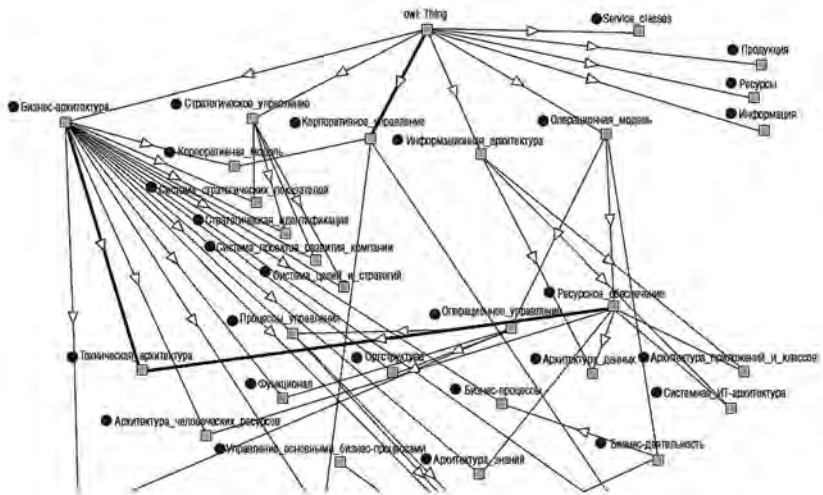 owl: Thing
Service_classes
Продукция
Ресурсы
Информация
Бизнес-архитектура
Стратегическое_управление
Корпоративное_управление
Информационная_архитектура
Операционная_модель
Корпоративная_модель
Система_стратегических_показателей
Стратегическая_идентификация
Система_проектов_развития_компании
Система_целей_и_стратегий
Ресурсное_обеспечение
Операционное_управление
Процессы_управления
Техническая_архитектура
Оргструктура
Архитектура_данных
Архитектура_приложений_и_классов
Функционал
Бизнес-процессы
Системная_ИТ-архитектура
Архитектура_человеческих_ресурсов
Управление_основными_бизнес-процессами
Архитектура_знаний
Бизнес-деятельность